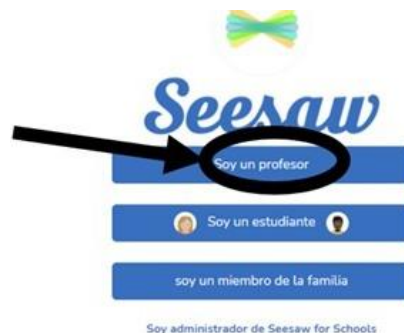 Seesaw
Soy un profesor
Soy un estudiante
soy un miembro de la familia
Soy administrador de Seesaw for Schools